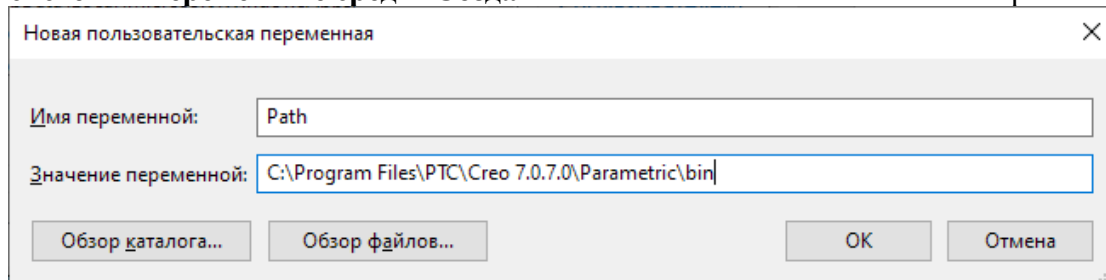 Новая пользовательская переменная
Имя переменной: Path
Значение переменной: C:\Program Files\PTC\Creo 7.0.7.0\Parametric\bin
Обзор каталога... Обзор файлов... ОК Отмена